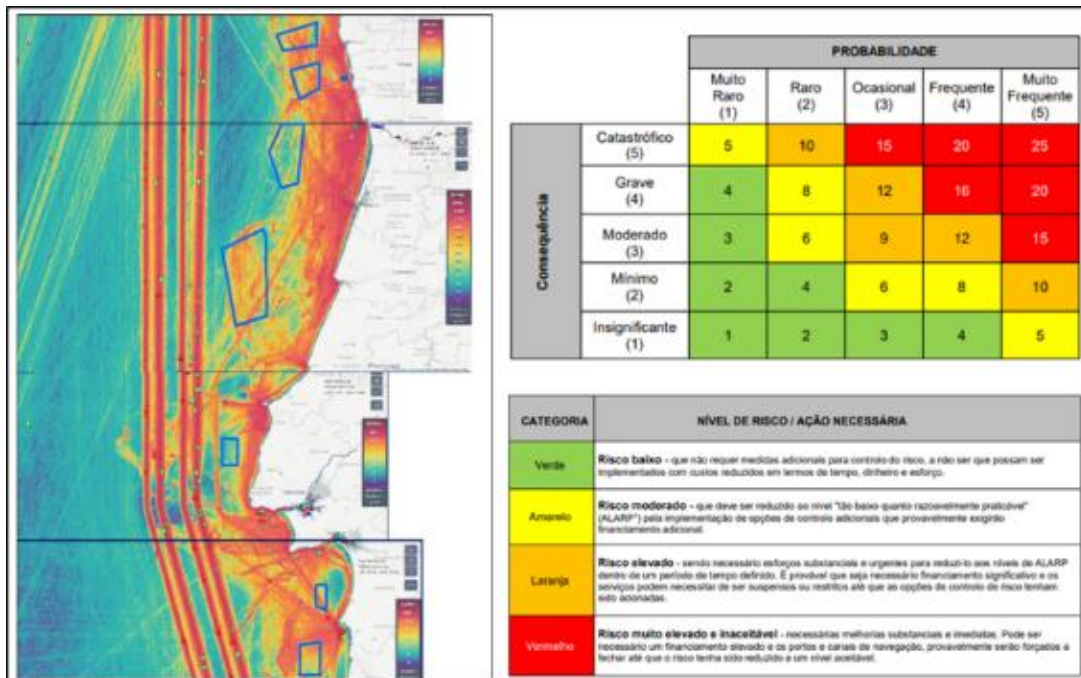 PROBABILIDADE
Muito Raro (1)
Raro (2)
Ocasional (3)
Frequente (4)
Muito Frequente (5)
Consequência
Catastrófico (5)
5
10
15
20
25
Grave (4)
4
8
12
16
20
Moderado (3)
3
6
9
12
15
Mínimo (2)
2
4
6
8
10
Insignificante (1)
1
2
3
4
5
CATEGORIA
NÍVEL DE RISCO / AÇÃO NECESSÁRIA
Verde
Risco baixo - que não requer medidas adicionais para controlo do risco, a não ser que possam ser
implementados com custos reduzidos em termos de tempo, dinheiro e esforço.
Amarelo
Risco moderado - que deve ser reduzido ao nível "tão baixo quanto razoavelmente praticável"
(ALARP") pela implementação de opções de controlo adicionais que provavelmente exigirão
financiamento adicional.
Laranja
Risco elevado - sendo necessário esforços substanciais e urgentes para reduzi-lo aos níveis de ALARP
dentro de um período de tempo definido. É provável que seja necessário financiamento significativo e os
serviços podem necessitar de ser suspensos ou restritos até que as opções de controlo de risco tenham
sido acionadas.
Vermelho
Risco muito elevado e inaceitável - necessárias melhorias substanciais e imediatas. Pode ser
necessário um financiamento elevado e os portos e canais de navegação, provavelmente serão forçados a
fechar até que o risco tenha sido reduzido a um nível aceitável.